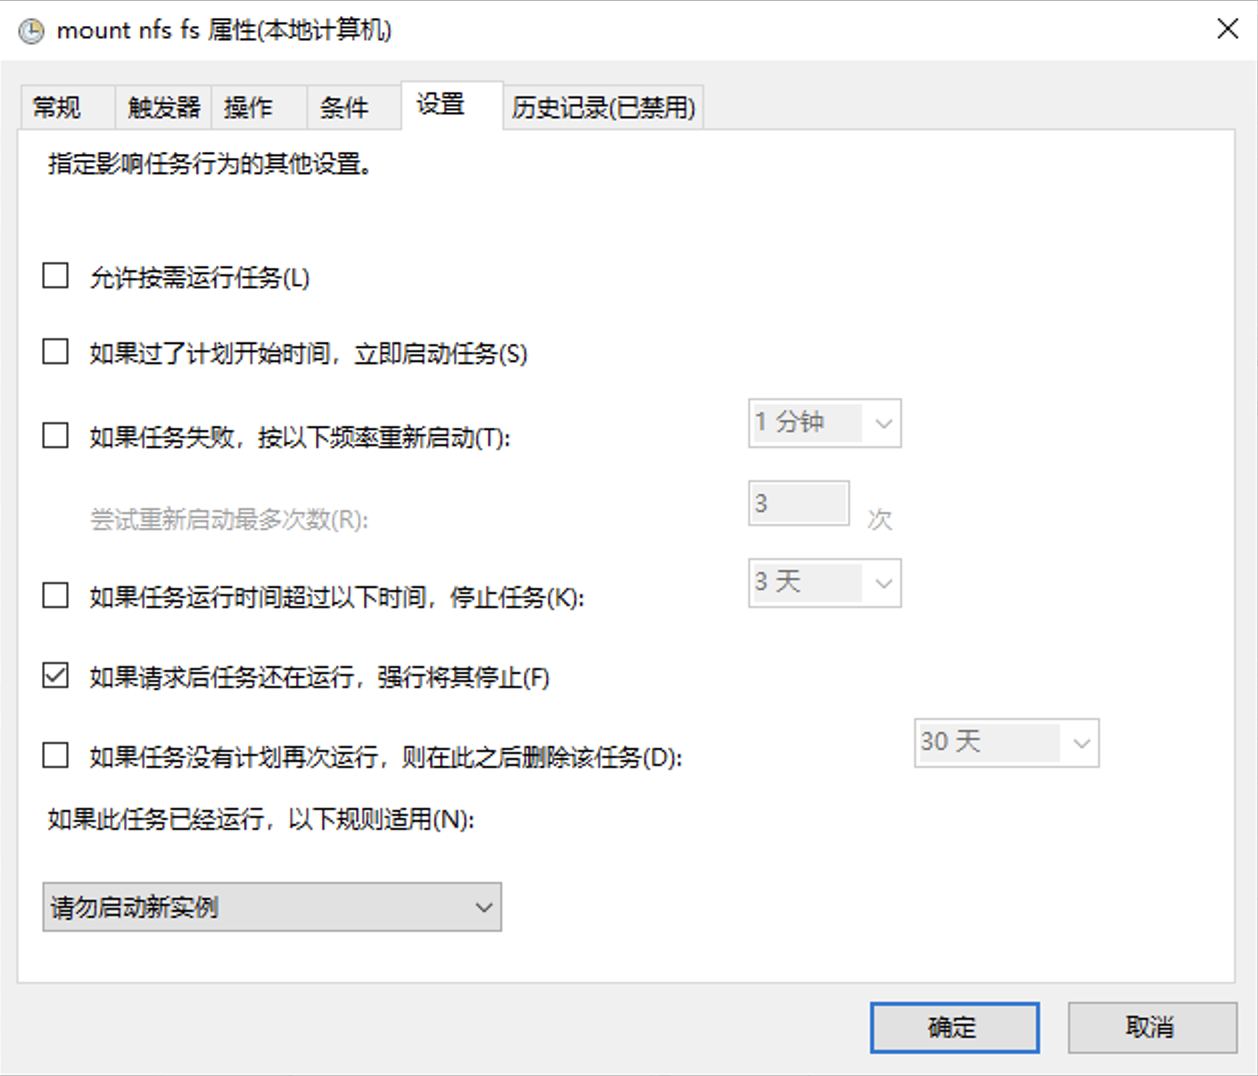 mount nfs fs 属性(本地计算机)
常规 触发器 操作 条件 设置 历史记录(已禁用)
指定影响任务行为的其他设置。
允许按需运行任务(L)
如果过了计划开始时间，立即启动任务(S)
如果任务失败，按以下频率重新启动(T): 1 分钟
尝试重新启动最多次数(R): 3 次
如果任务运行时间超过以下时间，停止任务(K): 3 天
如果请求后任务还在运行，强行将其停止(F)
如果任务没有计划再次运行，则在此之后删除该任务(D): 30 天
如果此任务已经运行，以下规则适用(N):
请勿启动新实例
确定 取消